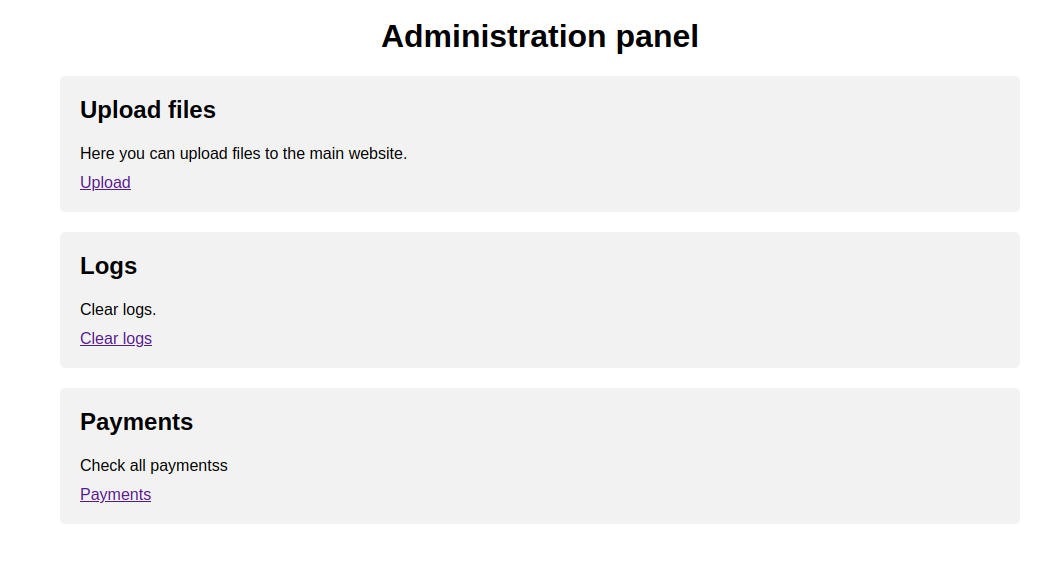 Administration panel
Upload files
Here you can upload files to the main website.
Upload
Logs
Clear logs.
Clear logs
Payments
Check all paymentss
Payments